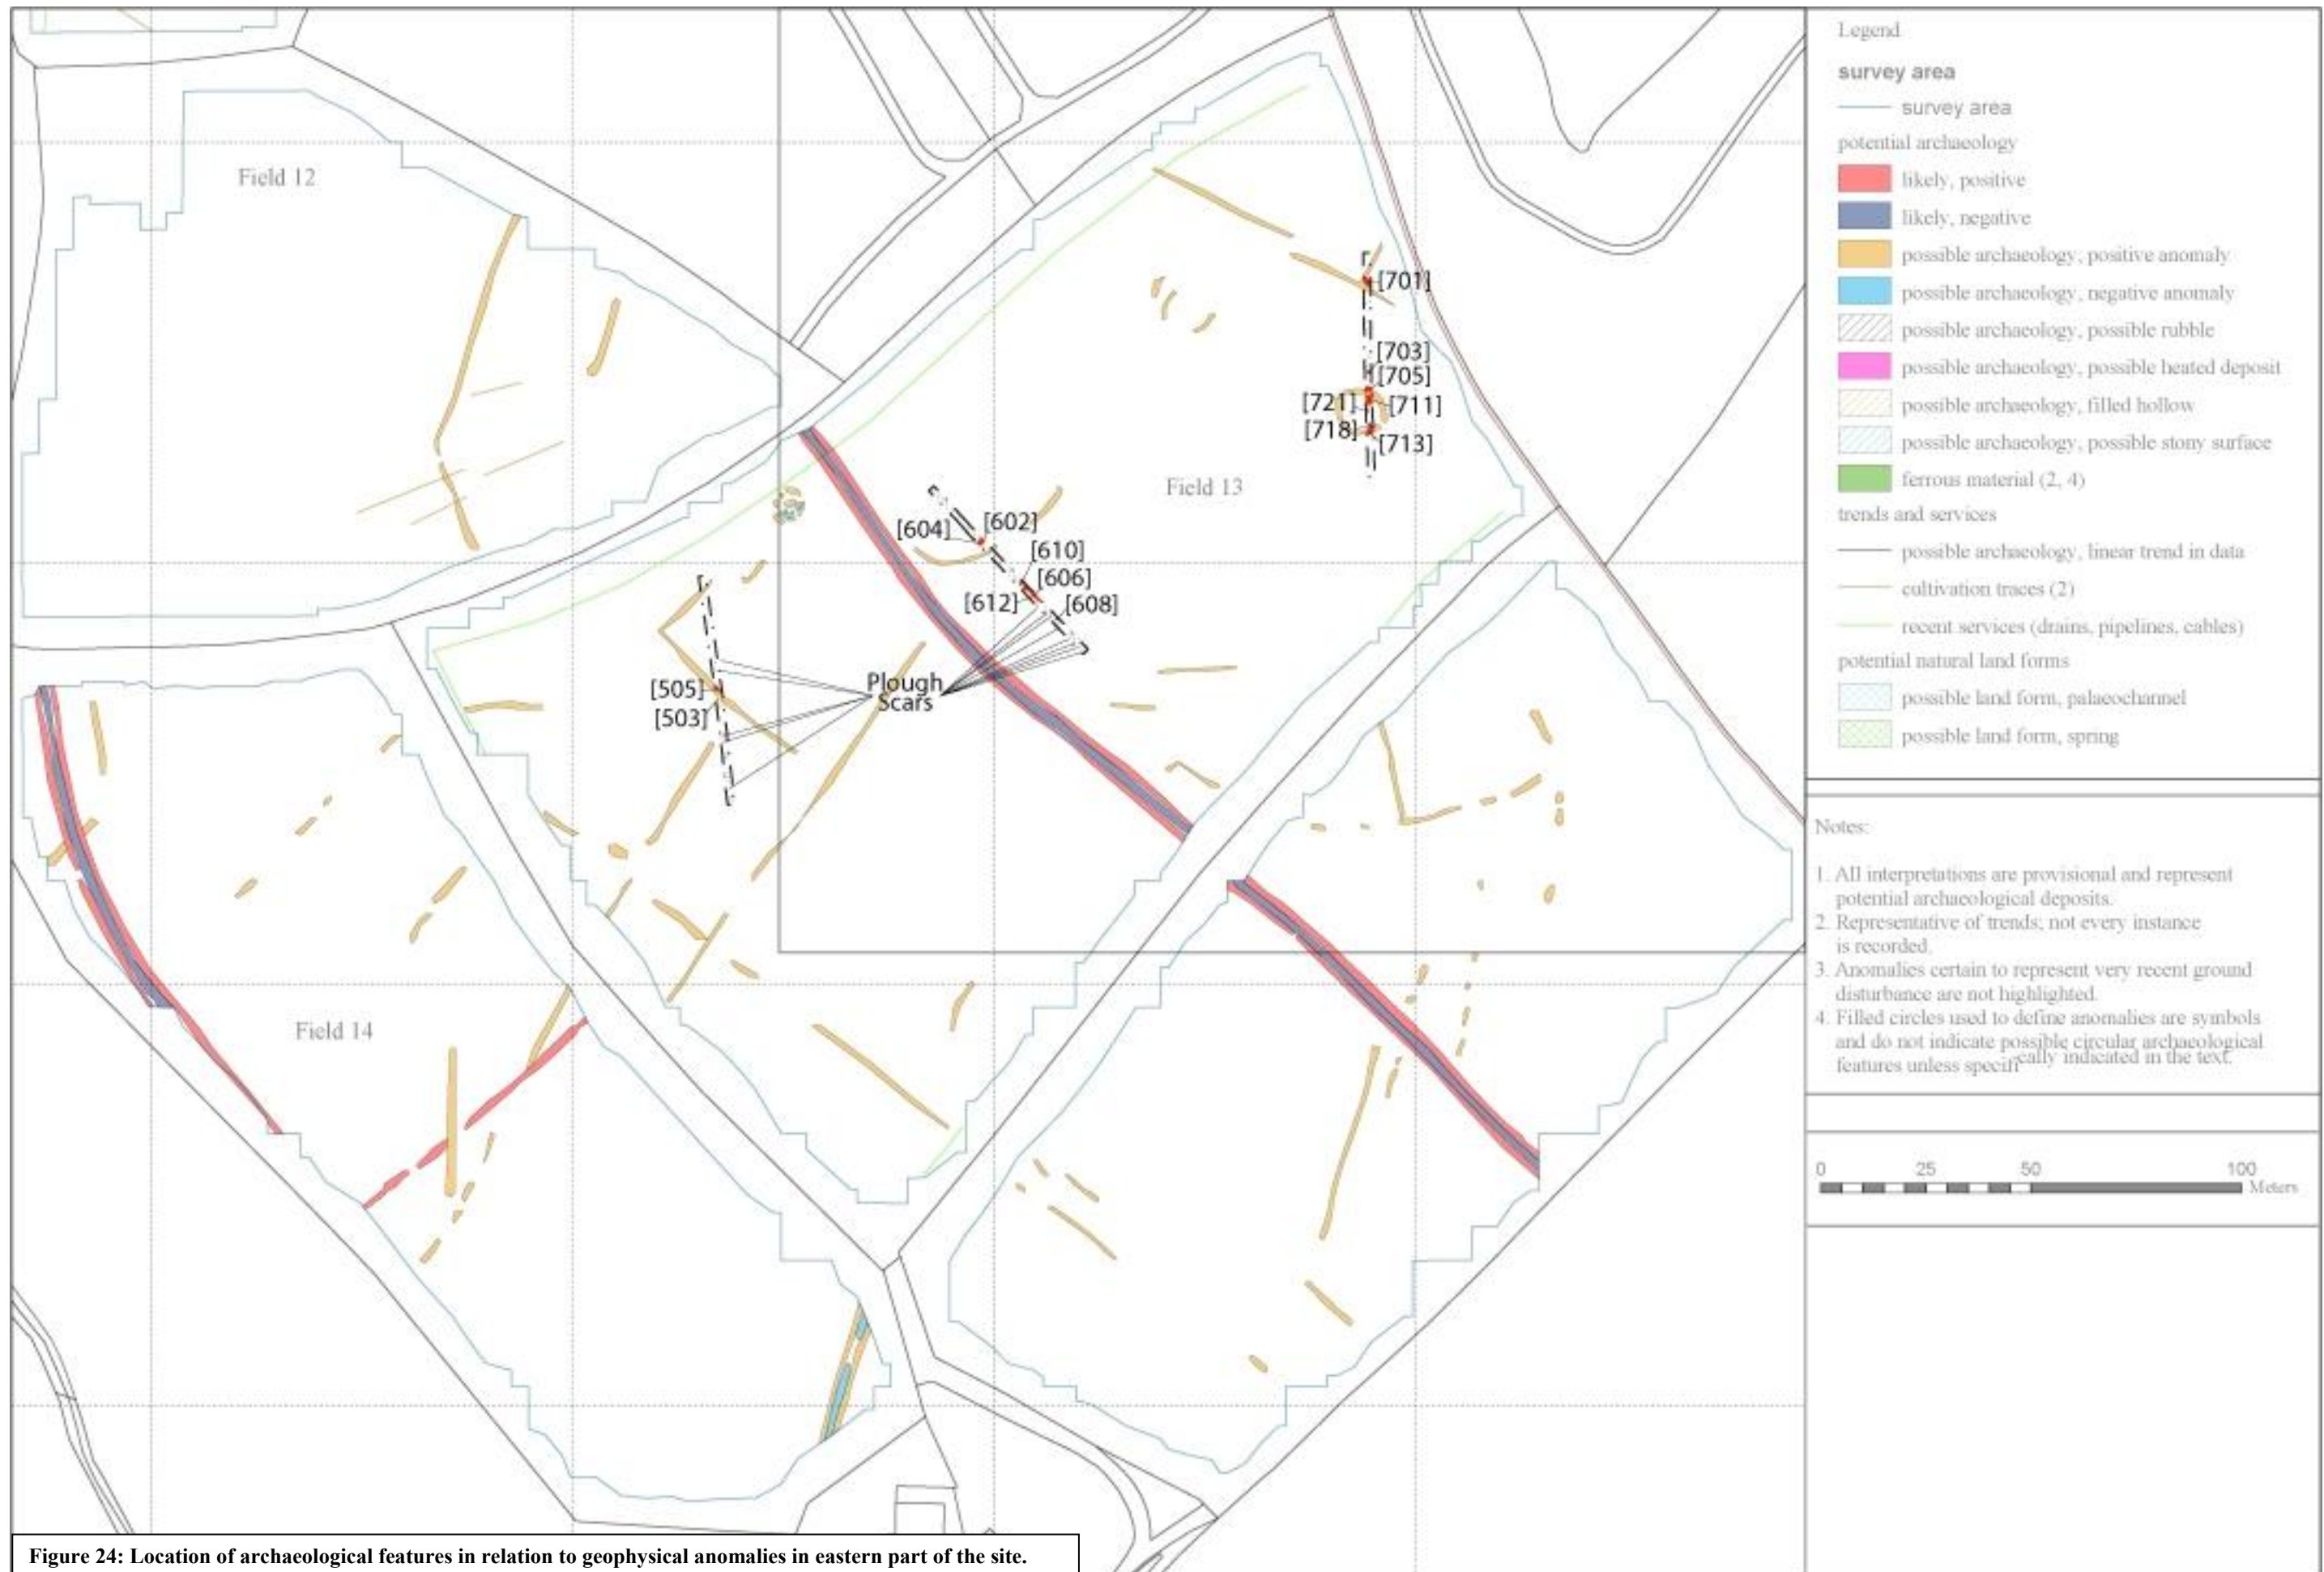 Field 12
[701]
[703]
[705]
[721]
[711]
[718]
[713]
Field 13
[604]
[602]
[610]
[606]
[612]
[608]
Plough
Scars
[505]
[503]
Field 14
Legend
survey area
survey area
potential archaeology
likely, positive
likely, negative
possible archaeology, positive anomaly
possible archaeology, negative anomaly
possible archaeology, possible rubble
possible archaeology, possible heated deposit
possible archaeology, filled hollow
possible archaeology, possible stony surface
ferrous material (2, 4)
trends and services
possible archaeology, linear trend in data
cultivation traces (2)
recent services (drains, pipelines, cables)
potential natural land forms
possible land form, palaeochannel
possible land form, spring
Notes:
1. All interpretations are provisional and represent
potential archaeological deposits.
2. Representative of trends; not every instance
is recorded.
3. Anomalies certain to represent very recent ground
disturbance are not highlighted.
4. Filled circles used to define anomalies are symbols
and do not indicate possible circular archaeological
features unless specifically indicated in the text.
0 25 50 100
Meters
Figure 24: Location of archaeological features in relation to geophysical anomalies in eastern part of the site.